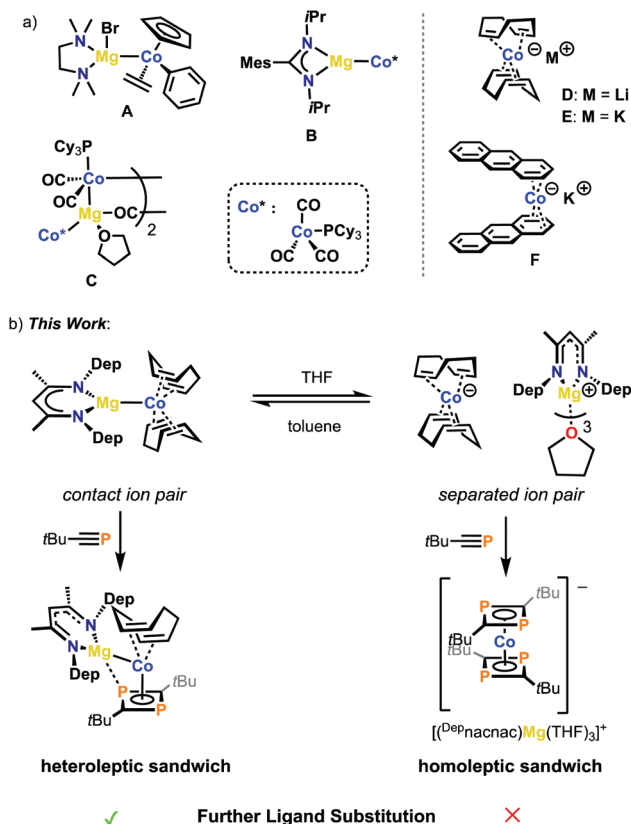 a)
Br
N
Mg
Co
N
A
iPr
N
Mes
Mg
Co*
N
iPr
B
Co
⊖ M ⊕
D: M = Li
E: M = K
Cy3P
OC
Co
OC
Mg
OC
2
Co*
O
C
Co* :
CO
Co
PCy3
OC
CO
Co
⊖ K ⊕
F
b) This Work:
Dep
N
Mg
Co
N
Dep
THF
toluene
Co
⊖
N N
Dep Dep
Mg
⊕
3
O
contact ion pair
separated ion pair
tBu
P
tBu
P
Dep
N
Mg
Co
N
Dep
P
tBu
tBu
P
P
tBu
P
tBu
Co
tBu
P
P
tBu
−
[(Depnacnac)Mg(THF)3]+
heteroleptic sandwich
homoleptic sandwich
✓ Further Ligand Substitution ✕